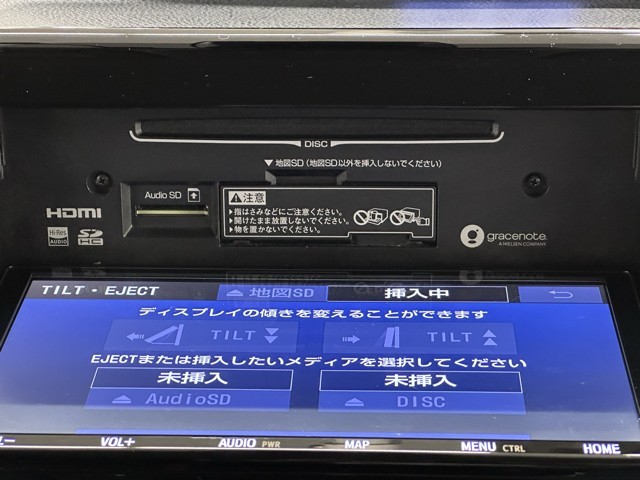 DISC
▼地図SD(地図SD以外を挿入しないでください)
Audio SD
⚠注意
▶指はさみなどにご注意ください。
▶開けたまま放置しないでください。
▶物を置かないでください。
HDMI
Hi-Res
AUDIO
SD
HC
gracenote.
A NIELSEN COMPANY
TILT・EJECT
⏏地図SD
挿入中
ディスプレイの傾きを変えることができます
TILT
TILT
EJECTまたは挿入したいメディアを選択してください
未挿入
未挿入
⏏AudioSD
⏏DISC
VOL+
AUDIO PWR
MAP
MENU CTRL
HOME